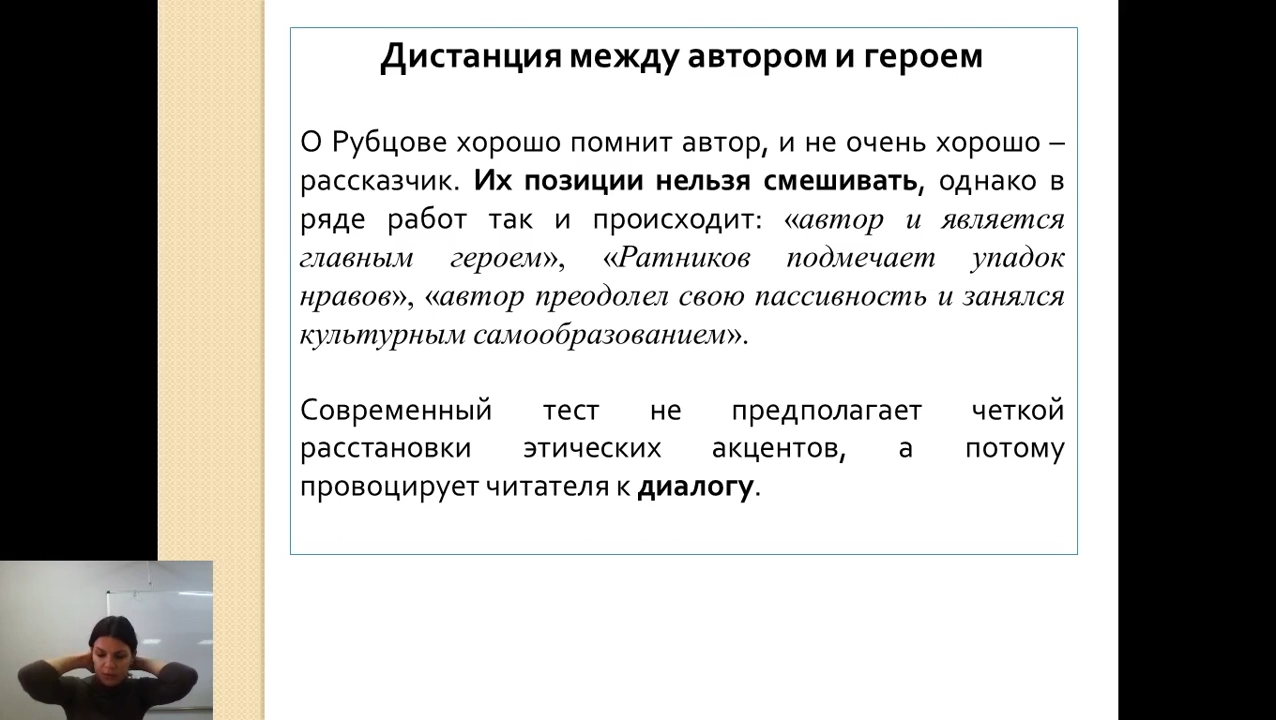 Дистанция между автором и героем
О Рубцове хорошо помнит автор, и не очень хорошо –
рассказчик. Их позиции нельзя смешивать, однако в
ряде работ так и происходит: «автор и является
главным героем», «Ратников подмечает упадок
нравов», «автор преодолел свою пассивность и занялся
культурным самообразованием».
Современный тест не предполагает четкой
расстановки этических акцентов, а потому
провоцирует читателя к диалогу.